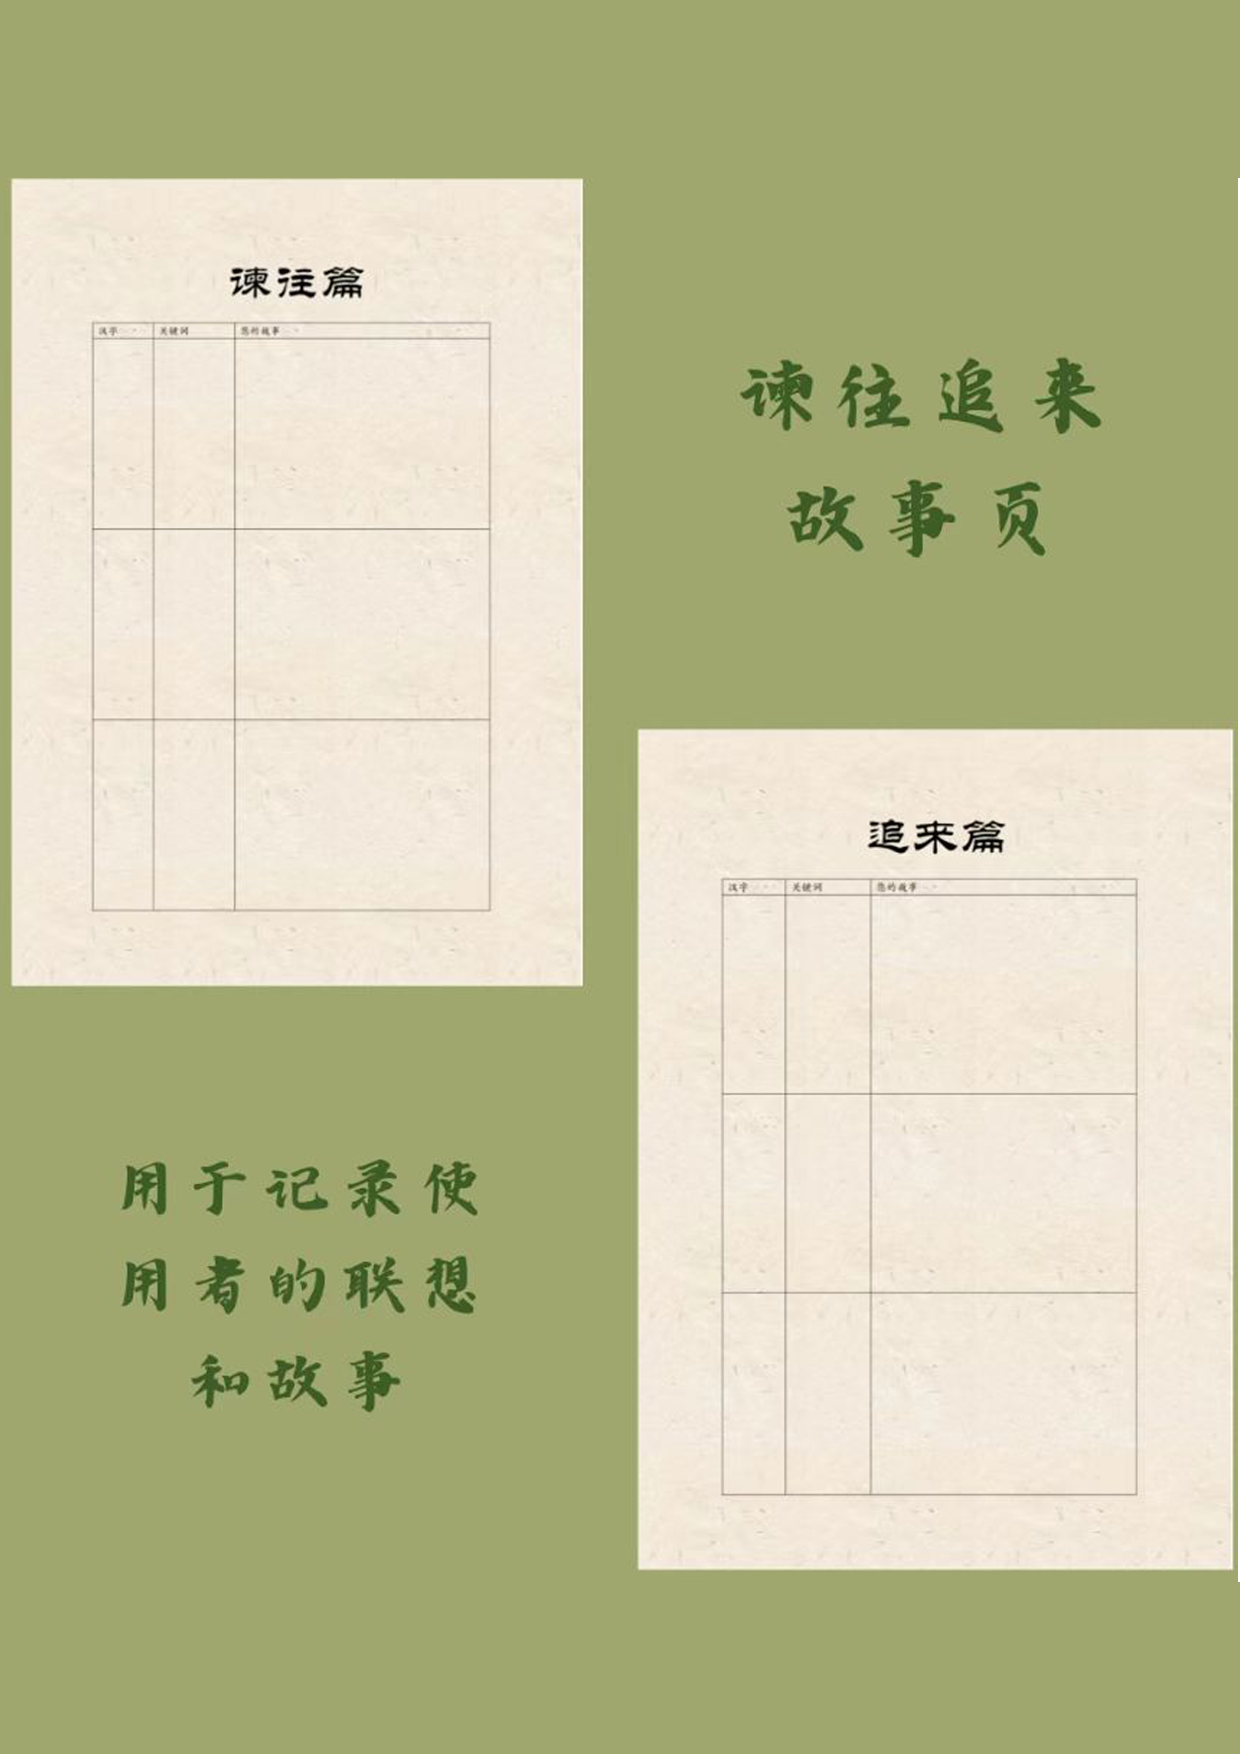 谏往篇
汉字 关键词 您的故事
谏往追来
故事页
追来篇
汉字 关键词 您的故事
用于记录使
用者的联想
和故事